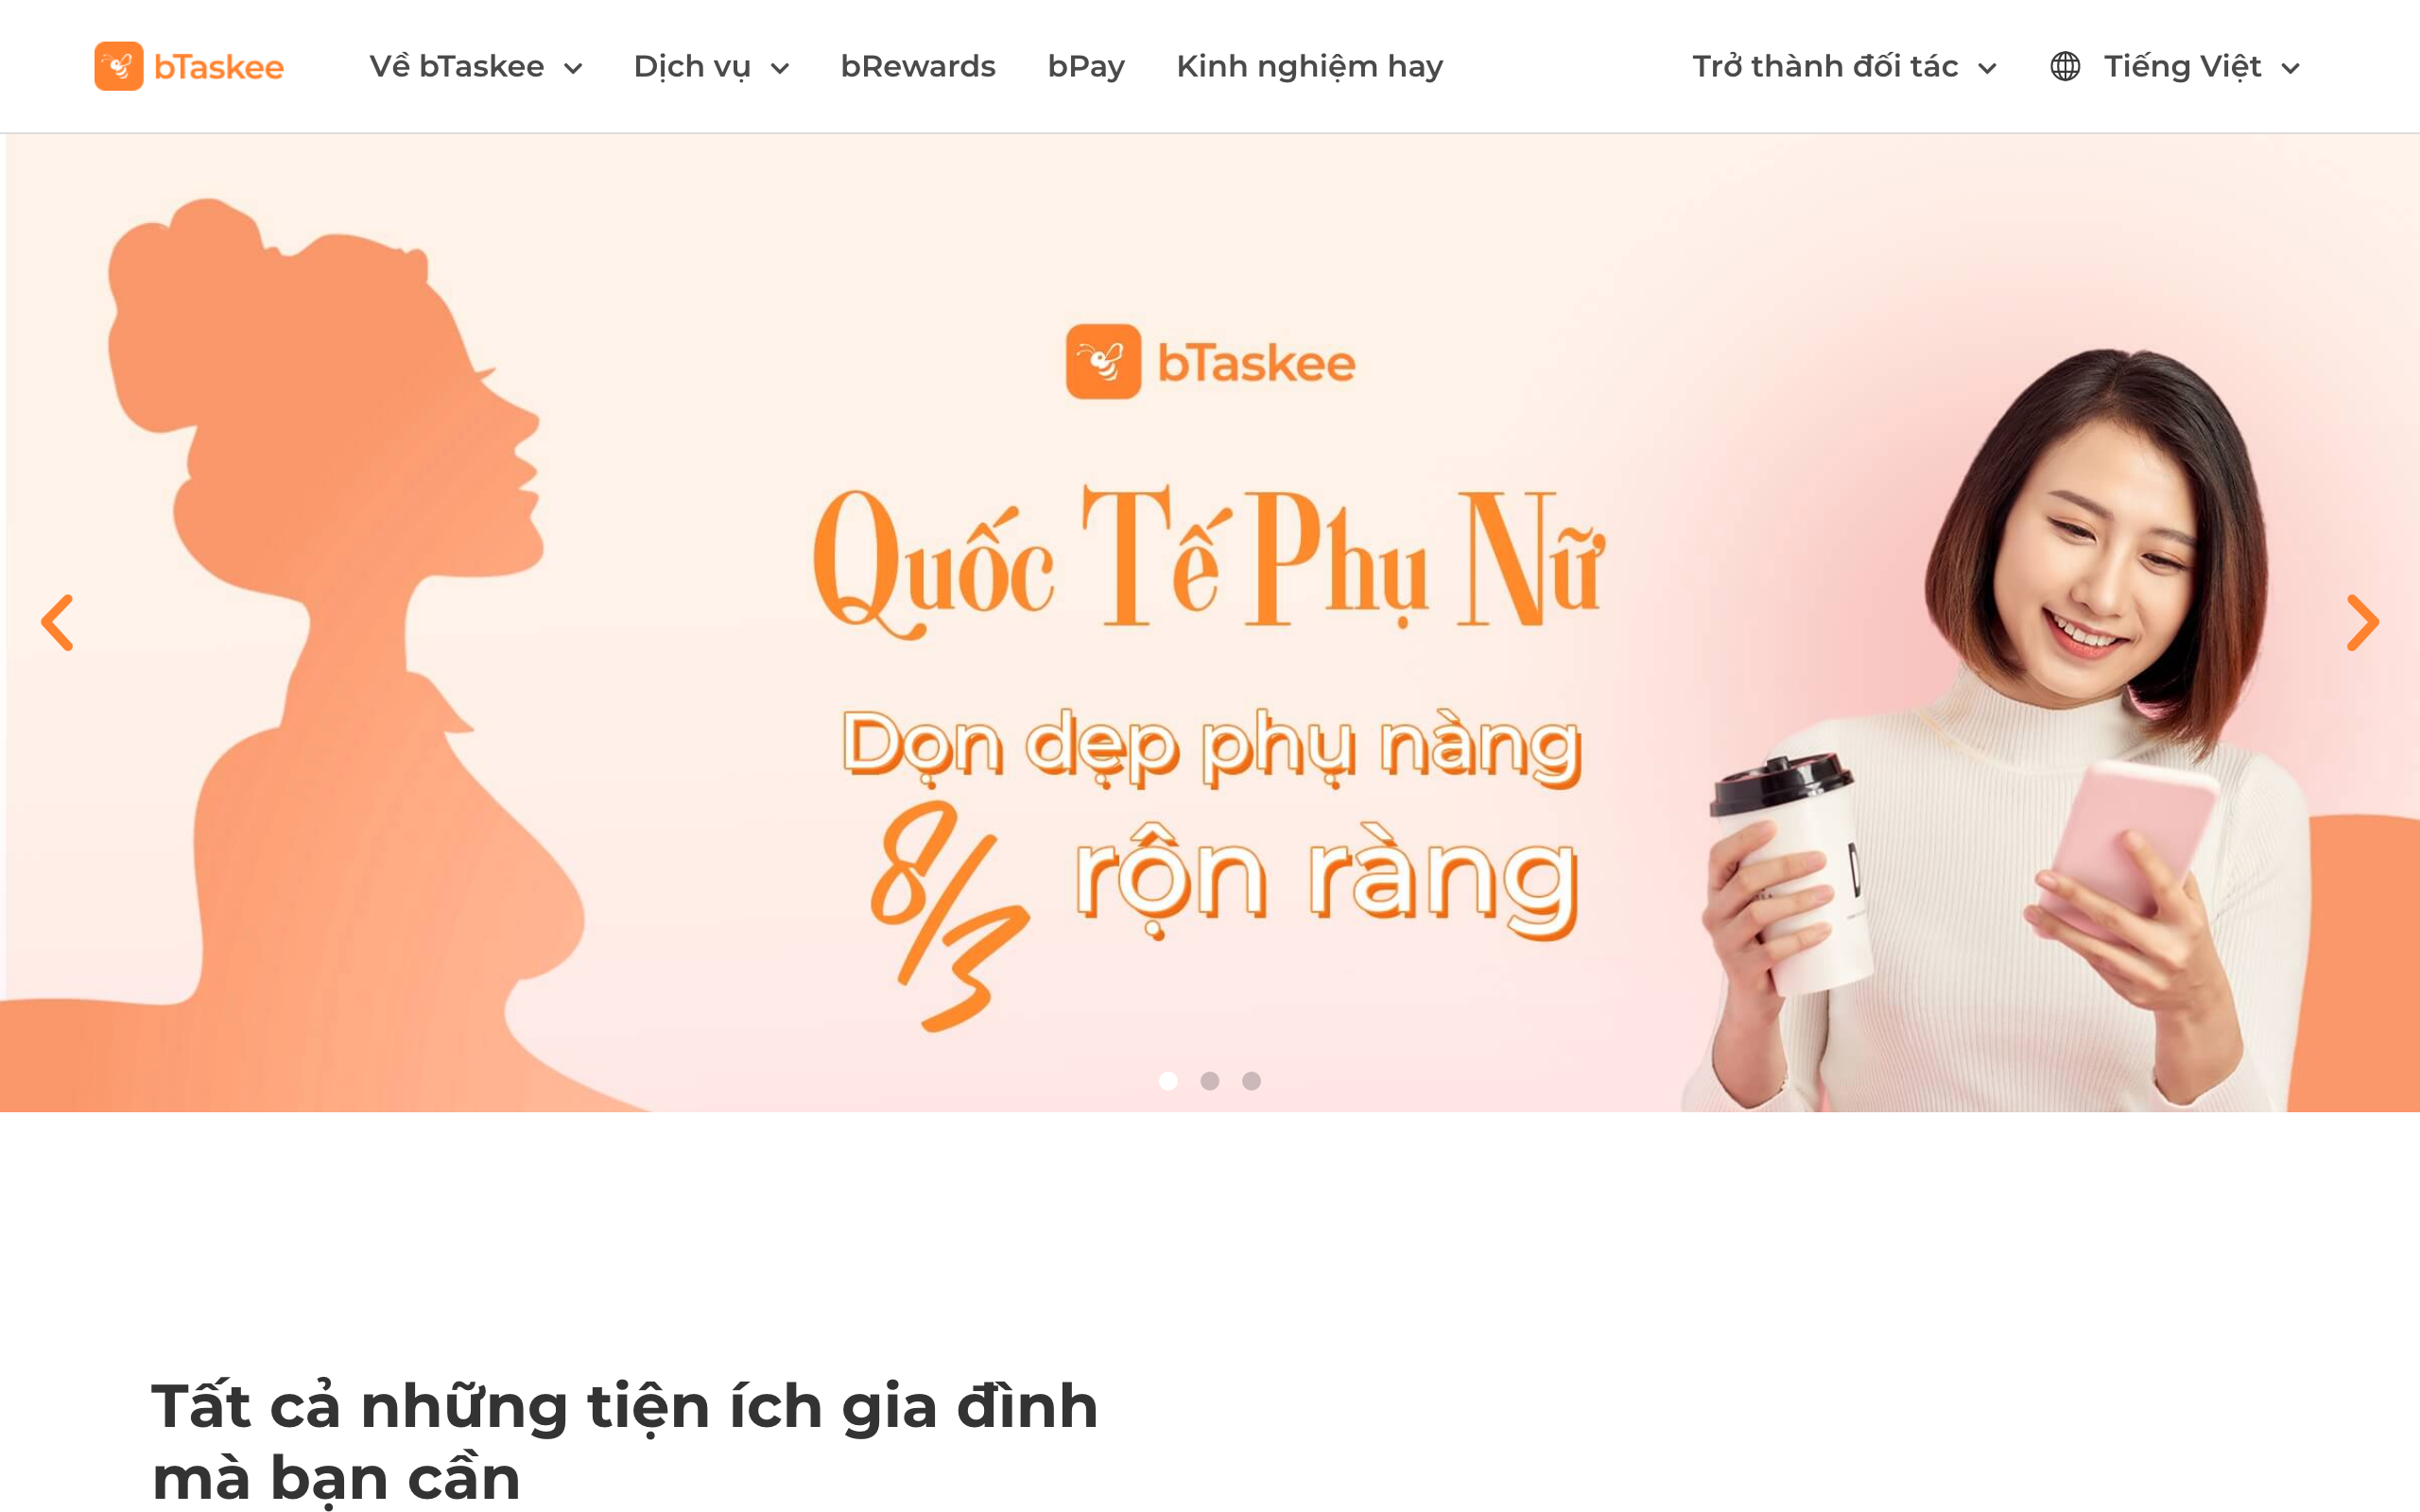 bTaskee
Về bTaskee
Dịch vụ
bRewards
bPay
Kinh nghiệm hay
Trở thành đối tác
Tiếng Việt
bTaskee
Quốc Tế Phụ Nữ
Dọn dẹp phụ nàng
8/3 rộn ràng
Tất cả những tiện ích gia đình
mà bạn cần